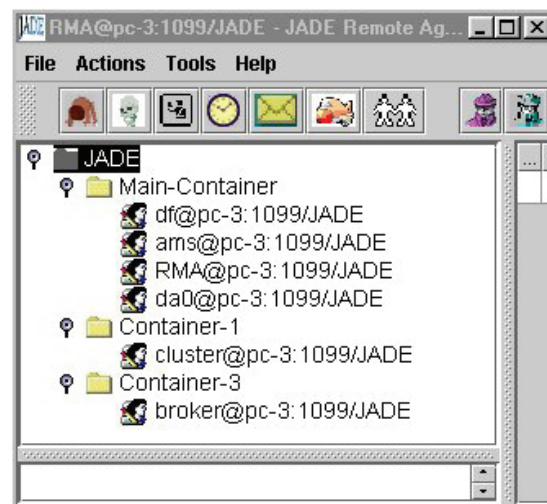 JADE RMA@pc-3:1099/JADE - JADE Remote Ag...
File Actions Tools Help
JADE
Main-Container
df@pc-3:1099/JADE
ams@pc-3:1099/JADE
RMA@pc-3:1099/JADE
da0@pc-3:1099/JADE
Container-1
cluster@pc-3:1099/JADE
Container-3
broker@pc-3:1099/JADE
...